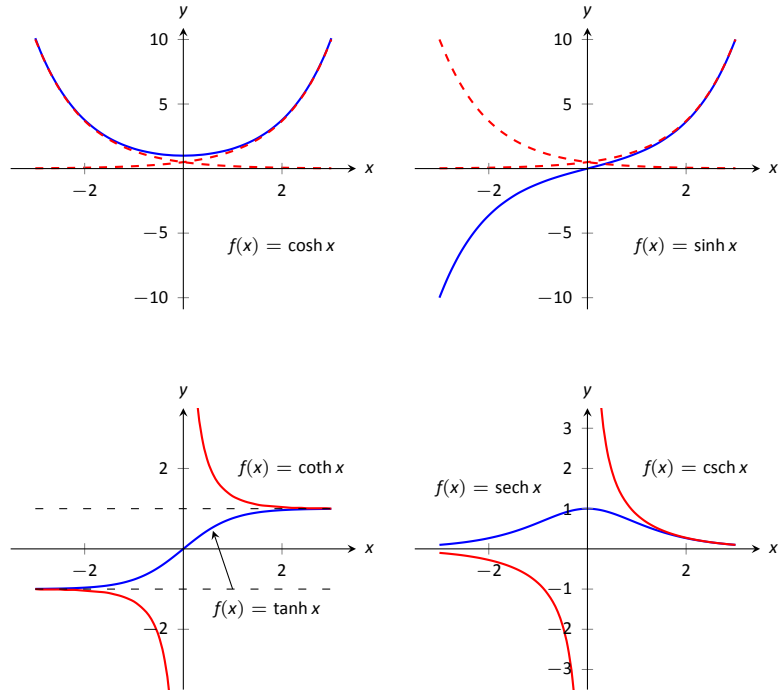 y
10
5
−2
2
x
−5
f(x) = cosh x
−10
y
10
5
−2
2
x
−5
f(x) = sinh x
−10
y
2
f(x) = coth x
−2
2
x
f(x) = tanh x
−2
y
3
2
f(x) = csch x
f(x) = sech x
1
−2
2
x
−1
−2
−3